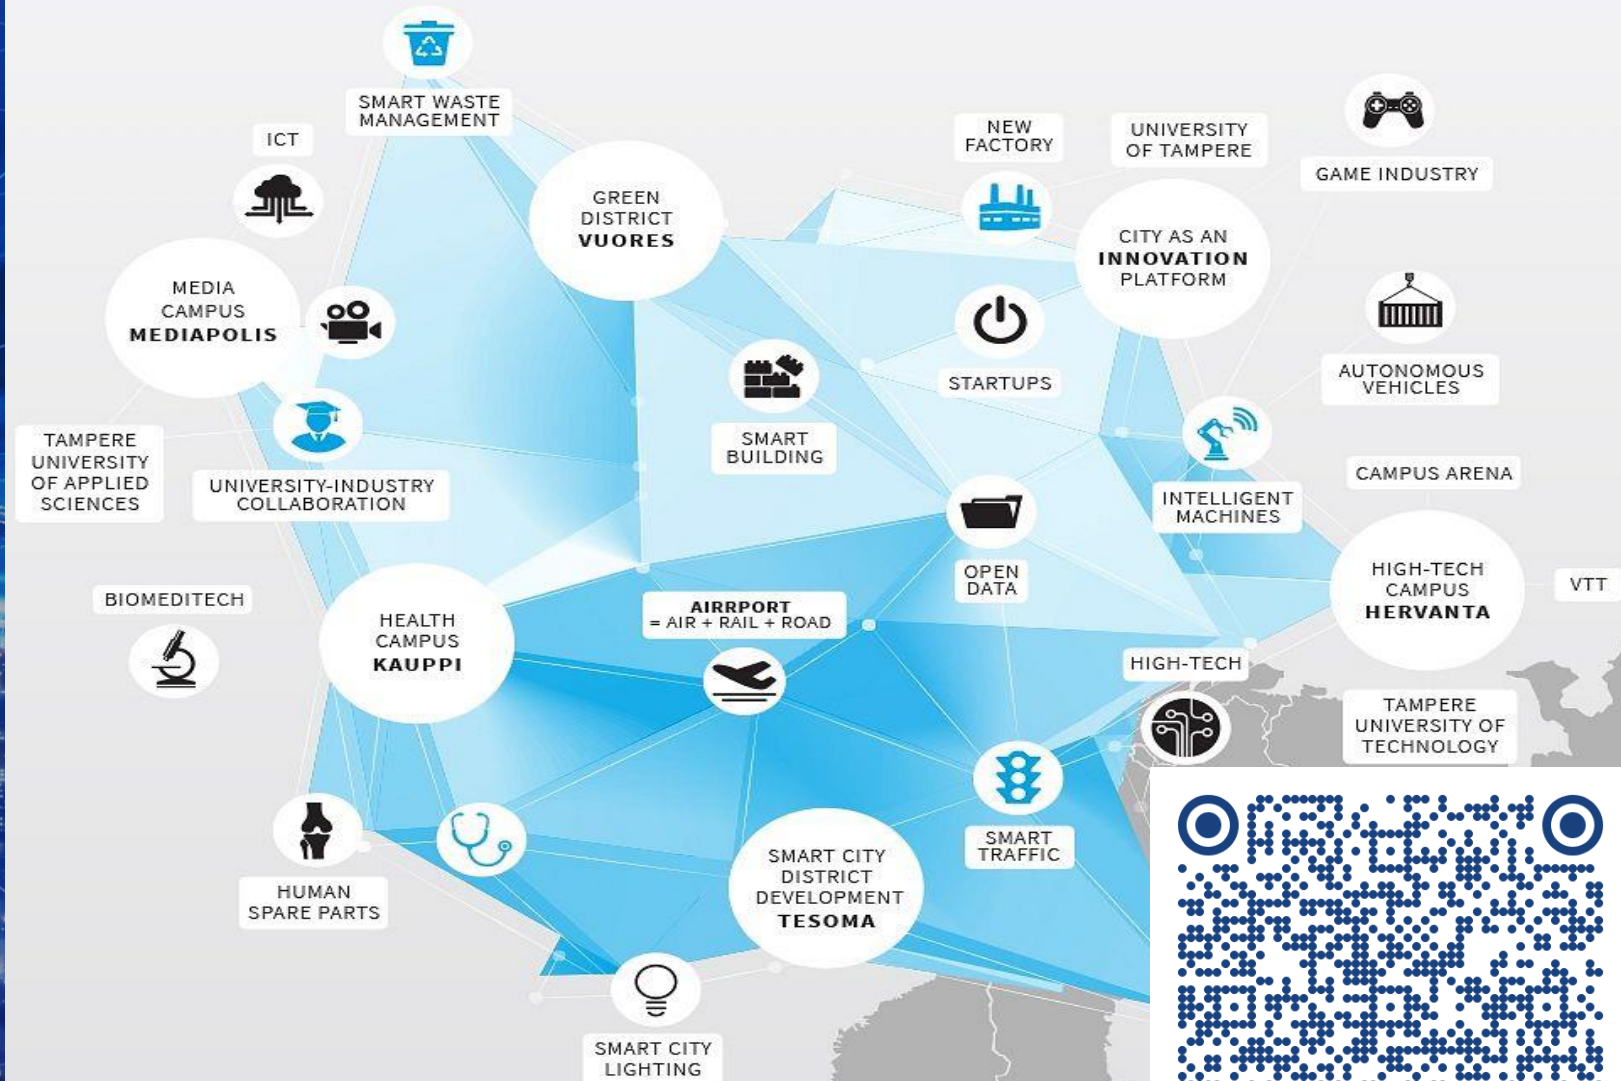 SMART WASTE
MANAGEMENT
ICT
NEW
FACTORY
UNIVERSITY
OF TAMPERE
GAME INDUSTRY
GREEN
DISTRICT
VUORES
CITY AS AN
INNOVATION
PLATFORM
MEDIA
CAMPUS
MEDIAPOLIS
STARTUPS
AUTONOMOUS
VEHICLES
SMART
BUILDING
TAMPERE
UNIVERSITY
OF APPLIED
SCIENCES
UNIVERSITY-INDUSTRY
COLLABORATION
CAMPUS ARENA
INTELLIGENT
MACHINES
OPEN
DATA
HIGH-TECH
CAMPUS
HERVANTA
VTT
BIOMEDITECH
HEALTH
CAMPUS
KAUPPI
AIRRPORT
= AIR + RAIL + ROAD
HIGH-TECH
TAMPERE
UNIVERSITY OF
TECHNOLOGY
SMART
TRAFFIC
SMART CITY
DISTRICT
DEVELOPMENT
TESOMA
HUMAN
SPARE PARTS
SMART CITY
LIGHTING